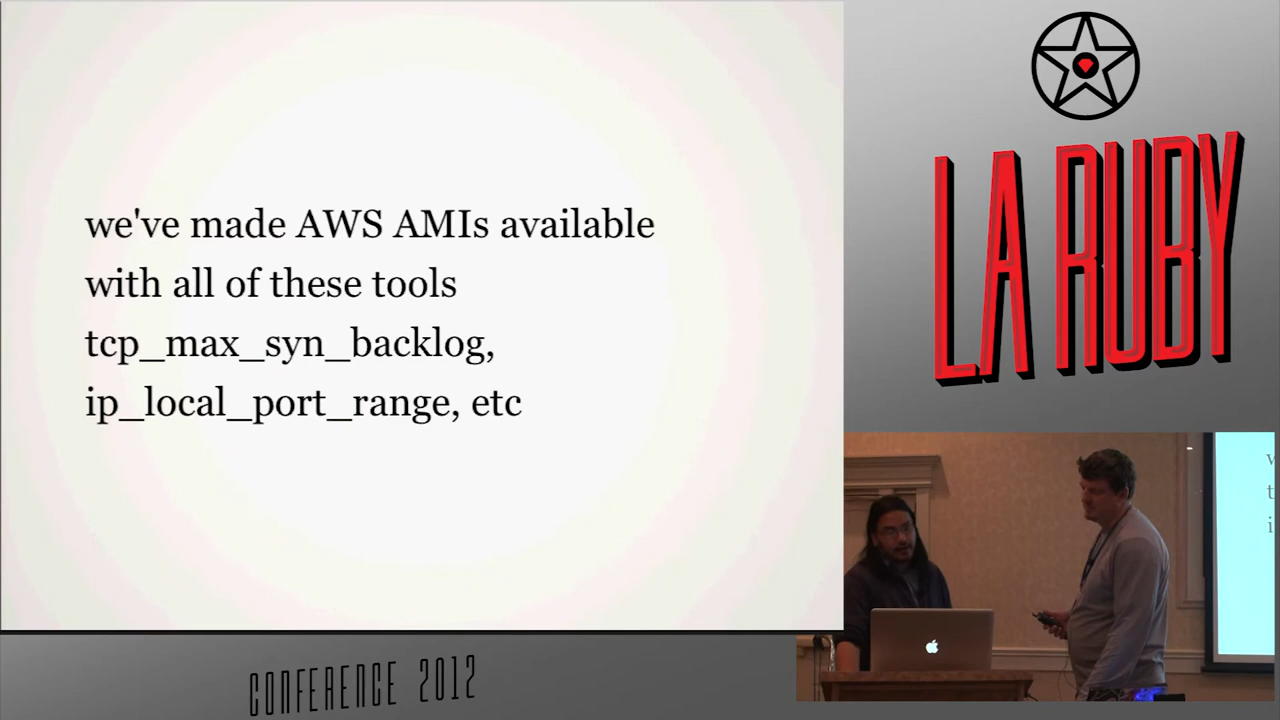 we've made AWS AMIs available
with all of these tools
tcp_max_syn_backlog,
ip_local_port_range, etc
LA RUBY
CONFERENCE 2012